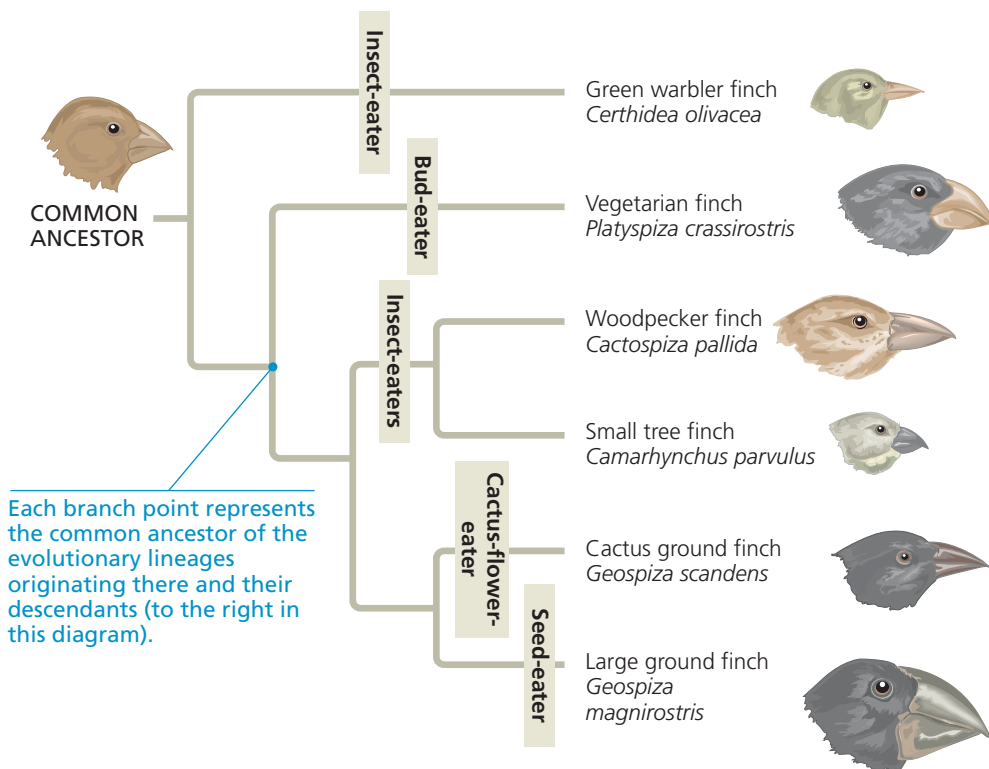 Insect-eater
Green warbler finch
Certhidea olivacea
COMMON
ANCESTOR
Bud-eater
Vegetarian finch
Platyspiza crassirostris
Insect-eaters
Woodpecker finch
Cactospiza pallida
Small tree finch
Camarhynchus parvulus
Each branch point represents
the common ancestor of the
evolutionary lineages
originating there and their
descendants (to the right in
this diagram).
Cactus-flower-
eater
Cactus ground finch
Geospiza scandens
Seed-eater
Large ground finch
Geospiza
magnirostris